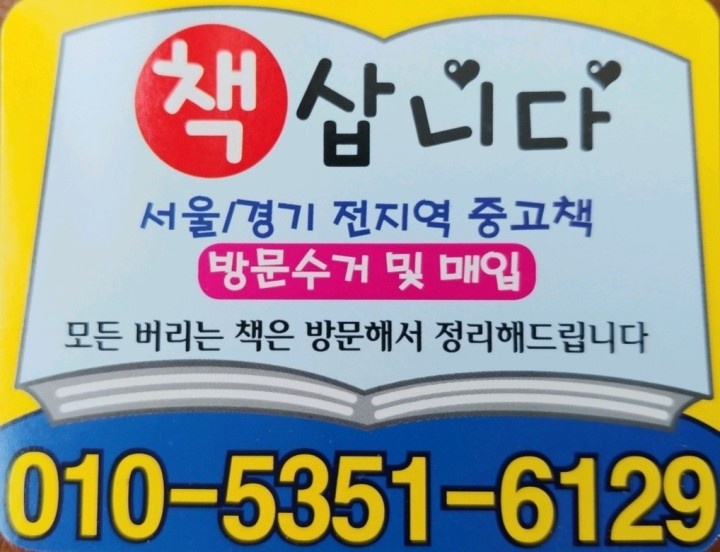 책삽니다
서울/경기 전지역 중고책
방문수거 및 매입
모든 버리는 책은 방문해서 정리해드립니다
010-5351-6129